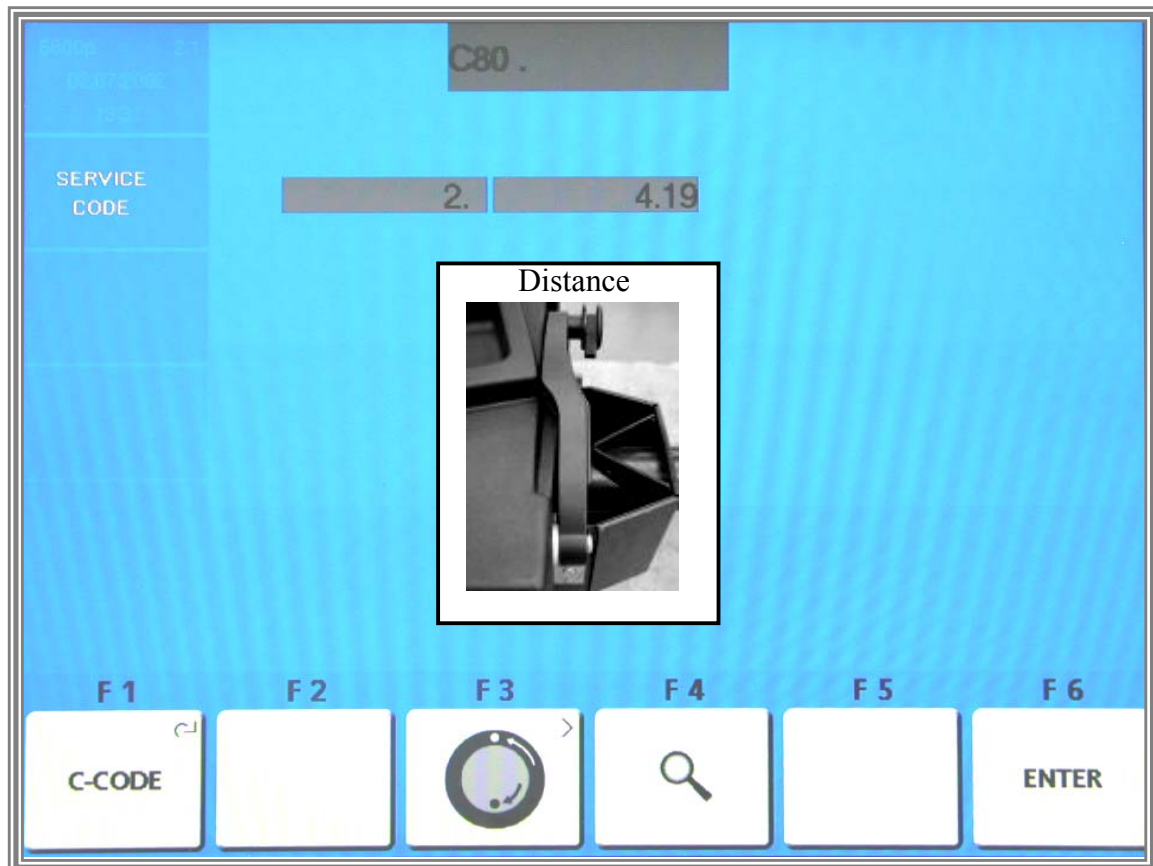 C80 .
SERVICE
CODE
2. 4.19
Distance
F 1 F 2 F 3 F 4 F 5 F 6
C-CODE
ENTER